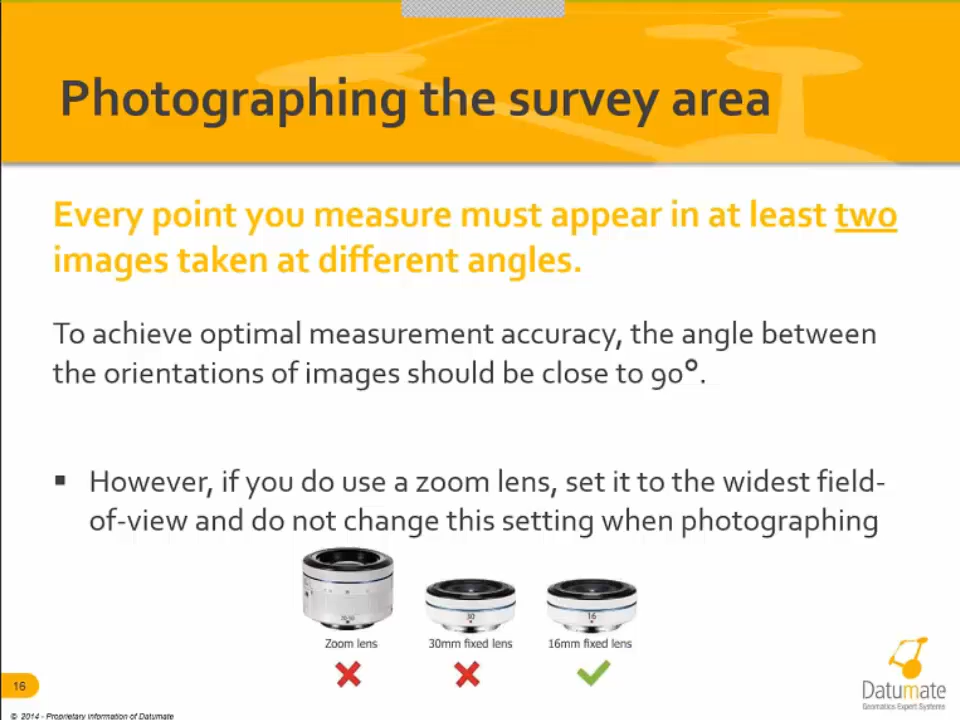 Photographing the survey area
Every point you measure must appear in at least two
images taken at different angles.
To achieve optimal measurement accuracy, the angle between
the orientations of images should be close to 90°.
▪ However, if you do use a zoom lens, set it to the widest field-
of-view and do not change this setting when photographing
30
16
Zoom lens
30mm fixed lens
16mm fixed lens
16
Datumate
Geomatics Expert Systems
© 2014 - Proprietary information of Datumate